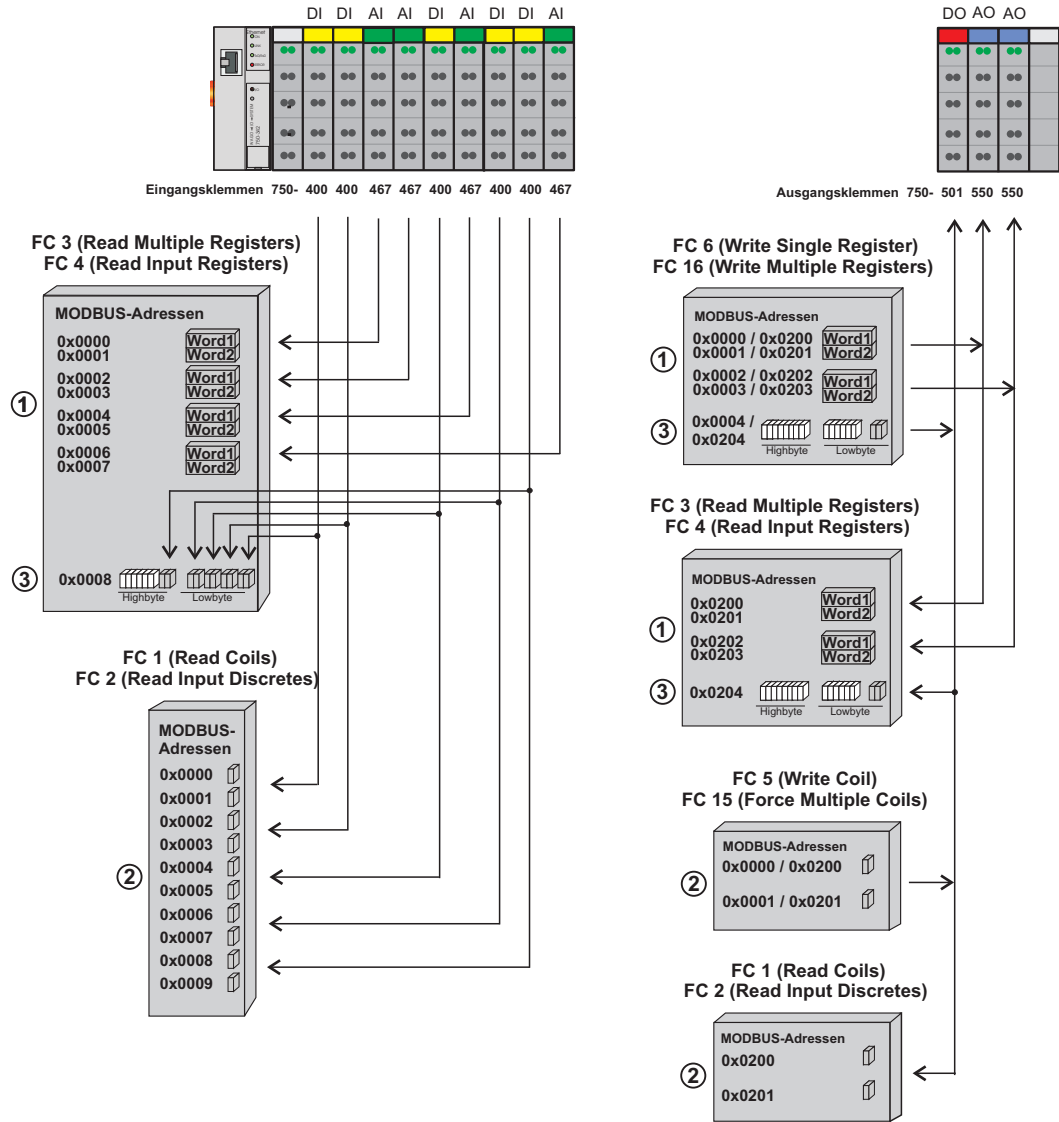 DI DI AI AI DI AI DI DI AI
DO AO AO
Ethernet
ON
LINK
TxD/RxD
ERROR
750-362
Eingangsklemmen 750- 400 400 467 467 400 467 400 400 467
Ausgangsklemmen 750- 501 550 550
FC 3 (Read Multiple Registers)
FC 4 (Read Input Registers)
MODBUS-Adressen
1
0x0000 Word1
0x0001 Word2
0x0002 Word1
0x0003 Word2
0x0004 Word1
0x0005 Word2
0x0006 Word1
0x0007 Word2
3 0x0008
Highbyte Lowbyte
FC 1 (Read Coils)
FC 2 (Read Input Discretes)
MODBUS-
Adressen
0x0000
0x0001
0x0002
0x0003
2 0x0004
0x0005
0x0006
0x0007
0x0008
0x0009
FC 6 (Write Single Register)
FC 16 (Write Multiple Registers)
MODBUS-Adressen
1
0x0000 / 0x0200 Word1
0x0001 / 0x0201 Word2
0x0002 / 0x0202 Word1
0x0003 / 0x0203 Word2
3 0x0004 /
0x0204
Highbyte Lowbyte
FC 3 (Read Multiple Registers)
FC 4 (Read Input Registers)
MODBUS-Adressen
1
0x0200 Word1
0x0201 Word2
0x0202 Word1
0x0203 Word2
3 0x0204
Highbyte Lowbyte
FC 5 (Write Coil)
FC 15 (Force Multiple Coils)
MODBUS-Adressen
2
0x0000 / 0x0200
0x0001 / 0x0201
FC 1 (Read Coils)
FC 2 (Read Input Discretes)
MODBUS-Adressen
2
0x0200
0x0201